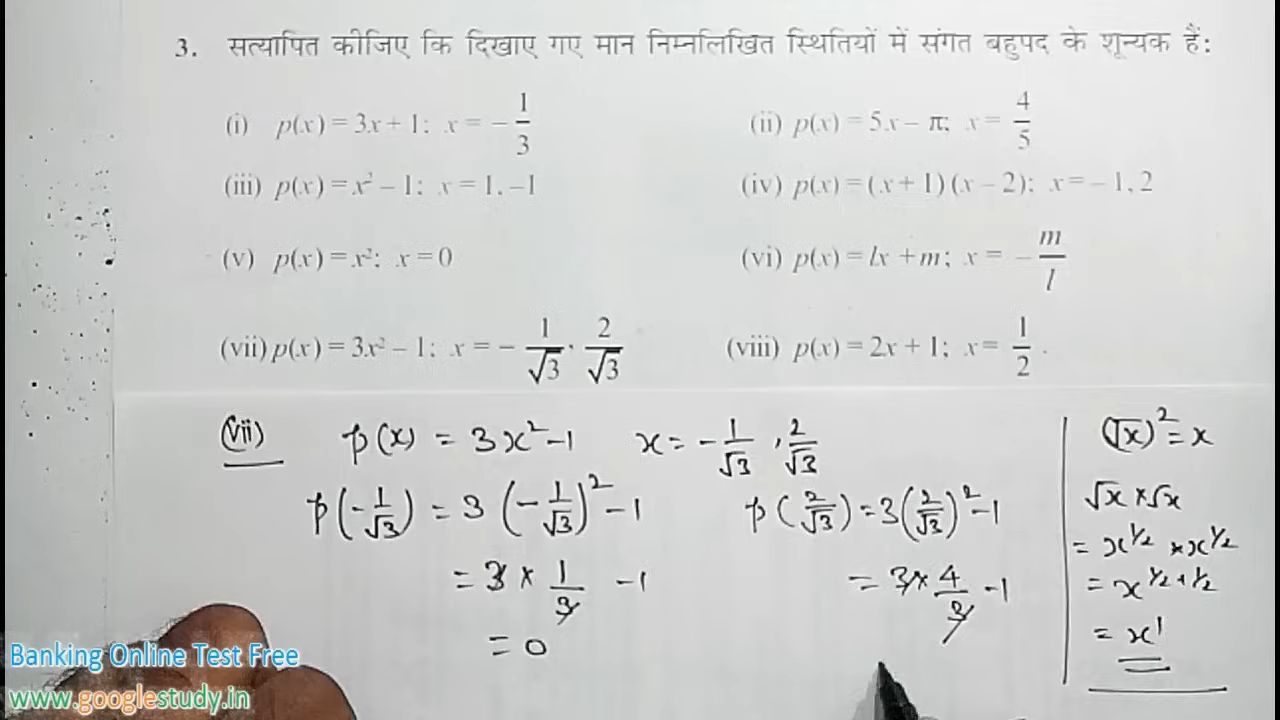 3. सत्यापित कीजिए कि दिखाए गए मान निम्नलिखित स्थितियों में संगत बहुपद के शून्यक हैं:
(i) p(x) = 3x + 1; x = -1/3 (ii) p(x) = 5x – π; x = 4/5
(iii) p(x) = x² – 1; x = 1, –1 (iv) p(x) = (x + 1) (x – 2); x = – 1, 2
(v) p(x) = x²; x = 0 (vi) p(x) = lx + m; x = -m/l
(vii) p(x) = 3x² – 1; x = -1/√3, 2/√3 (viii) p(x) = 2x + 1; x = 1/2
(vii) p(x) = 3x² - 1 x = -1/√3, 2/√3
p(-1/√3) = 3(-1/√3)² - 1 p(2/√3) = 3(2/√3)² - 1
= 3 × 1/3 - 1 = 3 × 4/3 - 1
= 0
(√x)² = x
√x × √x
= x^1/2 × x^1/2
= x^1/2 + 1/2
= x¹
Banking Online Test Free
www.googlestudy.in